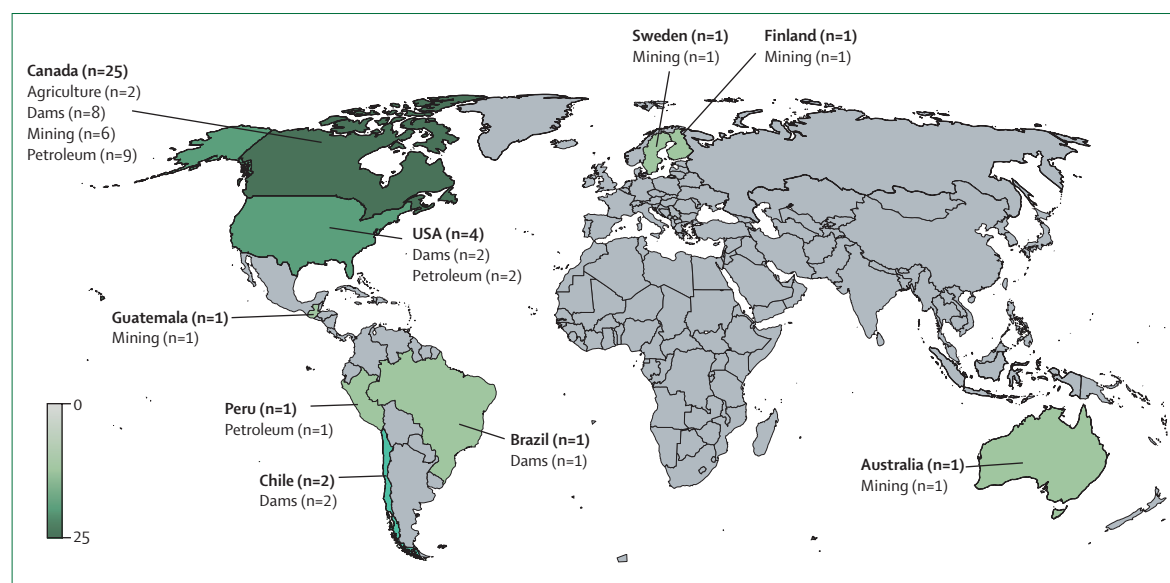 Canada (n=25)
Agriculture (n=2)
Dams (n=8)
Mining (n=6)
Petroleum (n=9)
Sweden (n=1)
Mining (n=1)
Finland (n=1)
Mining (n=1)
USA (n=4)
Dams (n=2)
Petroleum (n=2)
Guatemala (n=1)
Mining (n=1)
Peru (n=1)
Petroleum (n=1)
Brazil (n=1)
Dams (n=1)
Chile (n=2)
Dams (n=2)
Australia (n=1)
Mining (n=1)
0
25